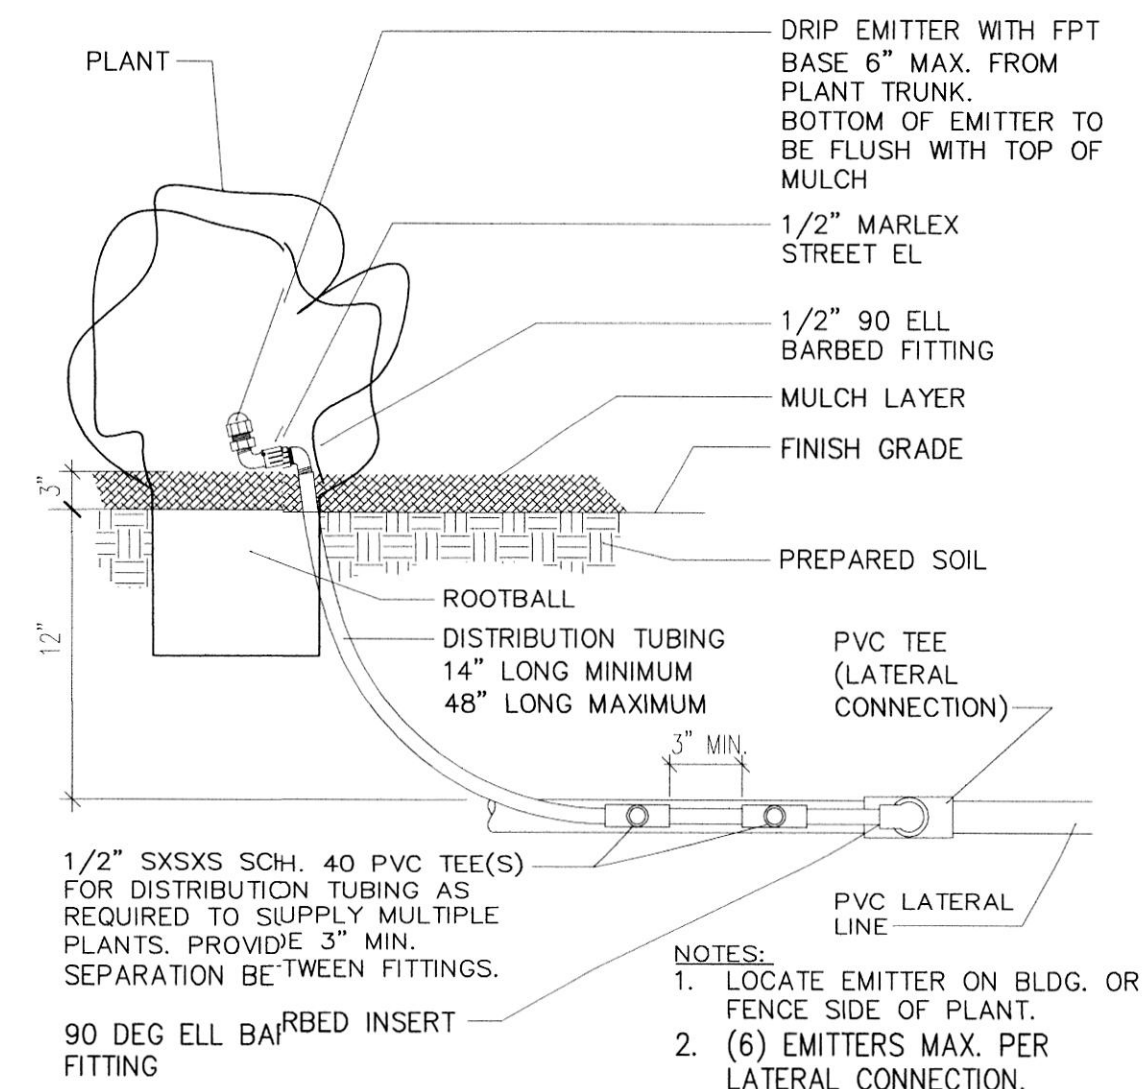 PLANT
DRIP EMITTER WITH FPT
BASE 6” MAX. FROM
PLANT TRUNK.
BOTTOM OF EMITTER TO
BE FLUSH WITH TOP OF
MULCH
1/2” MARLEX
STREET EL
1/2” 90 ELL
BARBED FITTING
MULCH LAYER
FINISH GRADE
3”
PREPARED SOIL
ROOTBALL
12”
DISTRIBUTION TUBING
14” LONG MINIMUM
48” LONG MAXIMUM
PVC TEE
(LATERAL
CONNECTION)
3” MIN.
1/2” SXSXS SCH. 40 PVC TEE(S)
FOR DISTRIBUTION TUBING AS
REQUIRED TO SUPPLY MULTIPLE
PLANTS. PROVIDE 3” MIN.
SEPARATION BETWEEN FITTINGS.
90 DEG ELL BARBED INSERT
FITTING
PVC LATERAL
LINE
NOTES:
1. LOCATE EMITTER ON BLDG. OR
FENCE SIDE OF PLANT.
2. (6) EMITTERS MAX. PER
LATERAL CONNECTION.